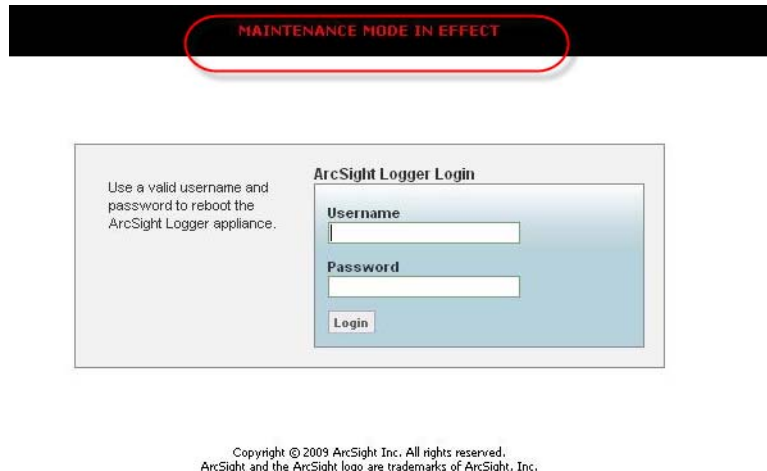 MAINTENANCE MODE IN EFFECT
Use a valid username and
password to reboot the
ArcSight Logger appliance.
ArcSight Logger Login
Username
Password
Login
Copyright © 2009 ArcSight Inc. All rights reserved.
ArcSight and the ArcSight logo are trademarks of ArcSight, Inc.